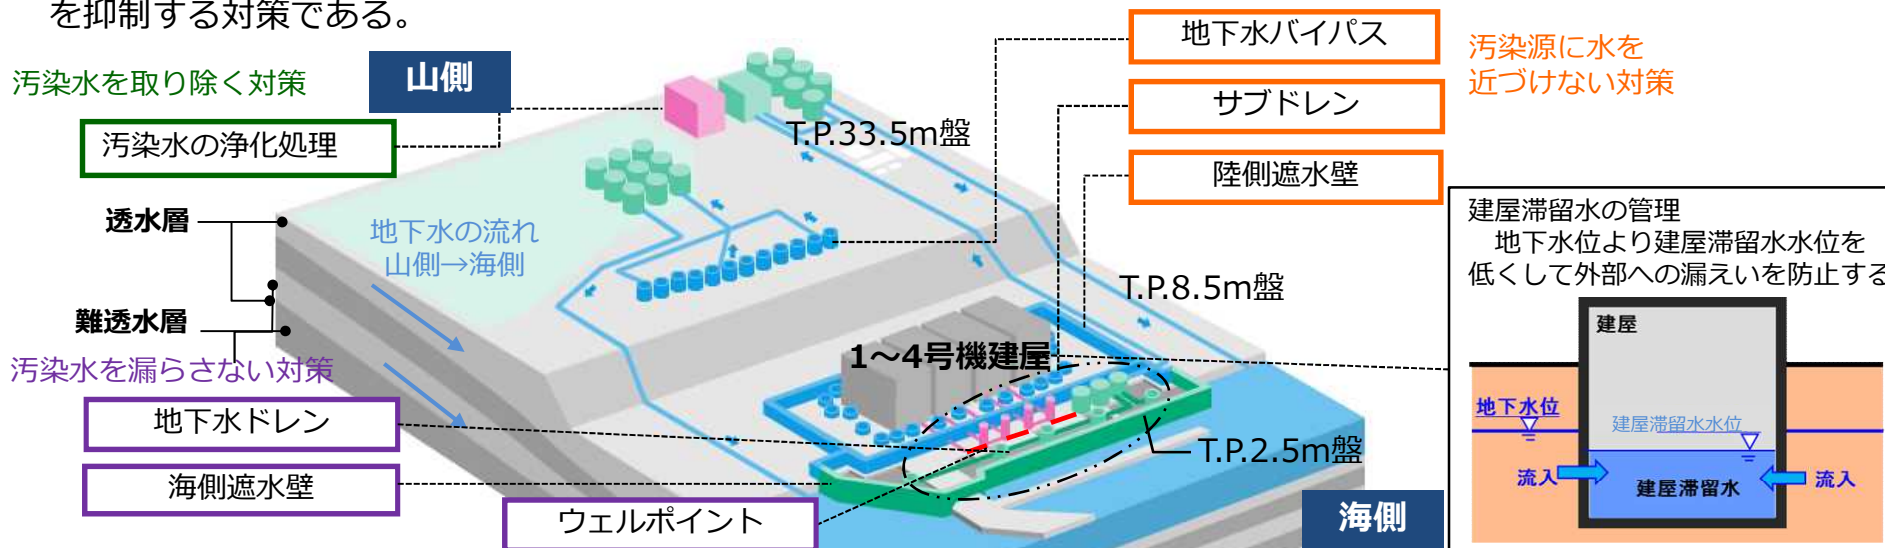 を抑制する対策である。
汚染水を取り除く対策
山側
汚染水の浄化処理
地下水バイパス
サブドレン
陸側遮水壁
汚染源に水を
近づけない対策
T.P.33.5m盤
透水層
難透水層
地下水の流れ
山側→海側
T.P.8.5m盤
1～4号機建屋
汚染水を漏らさない対策
地下水ドレン
海側遮水壁
ウェルポイント
T.P.2.5m盤
海側
建屋滞留水の管理
地下水位より建屋滞留水水位を
低くして外部への漏えいを防止する
建屋
地下水位
建屋滞留水水位
流入
建屋滞留水
流入